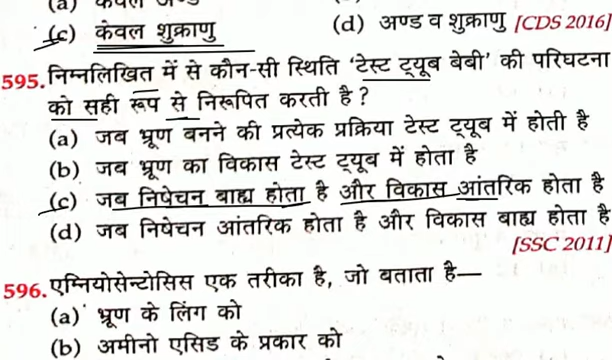 (c) केवल शुक्राणु (d) अण्ड व शुक्राणु [CDS 2016]
595. निम्नलिखित में से कौन-सी स्थिति ‘टेस्ट ट्यूब बेबी’ की परिघटना
को सही रूप से निरूपित करती है ?
(a) जब भ्रूण बनने की प्रत्येक प्रक्रिया टेस्ट ट्यूब में होती है
(b) जब भ्रूण का विकास टेस्ट ट्यूब में होता है
(c) जब निषेचन बाह्य होता है और विकास आंतरिक होता है
(d) जब निषेचन आंतरिक होता है और विकास बाह्य होता है
[SSC 2011]
596. एम्नियोसेन्टोसिस एक तरीका है, जो बताता है—
(a) भ्रूण के लिंग को
(b) अमीनो एसिड के प्रकार को